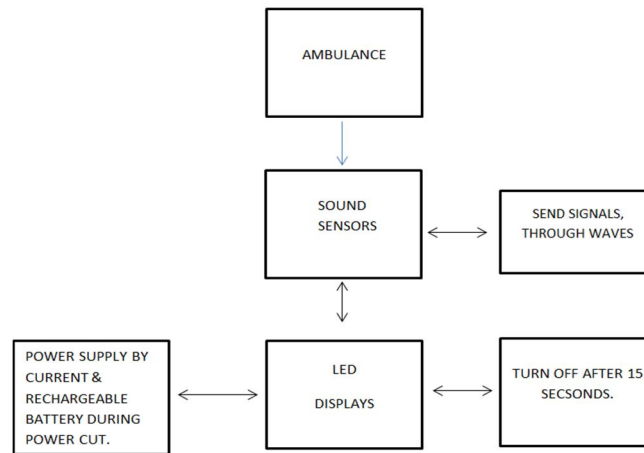 AMBULANCE
SOUND
SENSORS
SEND SIGNALS,
THROUGH WAVES
POWER SUPPLY BY
CURRENT &
RECHARGEABLE
BATTERY DURING
POWER CUT.
LED
DISPLAYS
TURN OFF AFTER 15
SECSONDS.